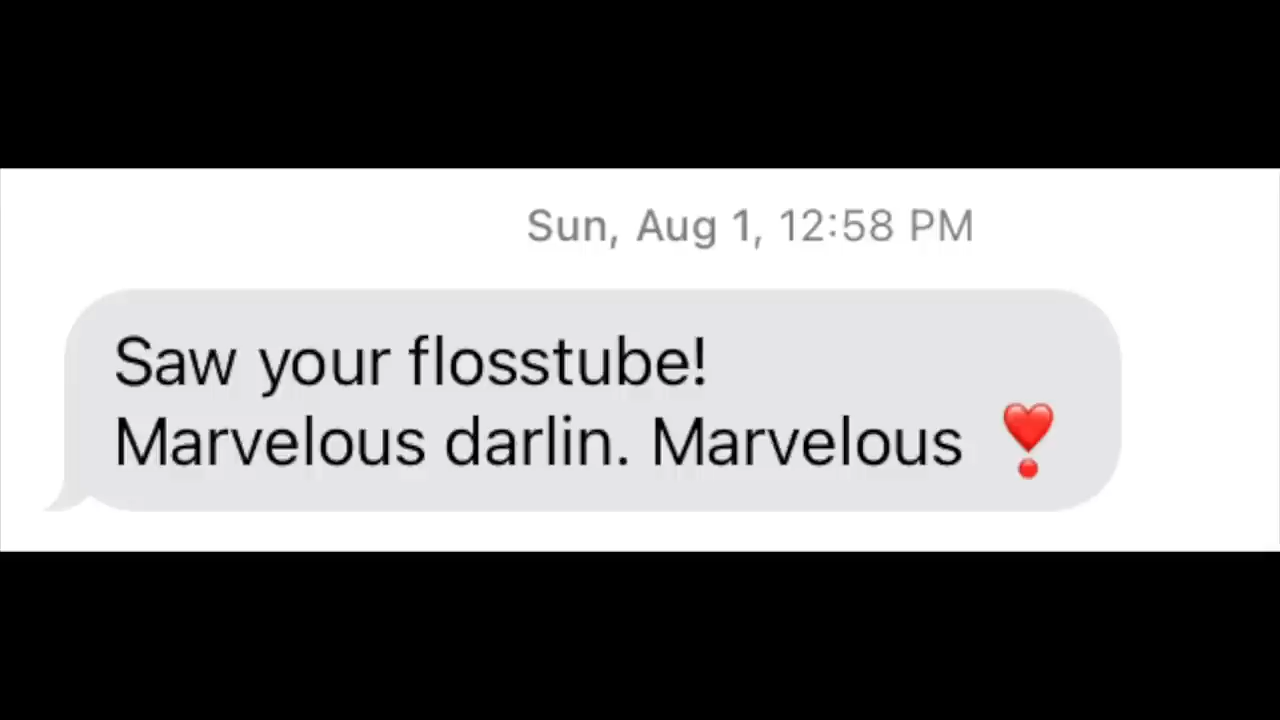 Sun, Aug 1, 12:58 PM
Saw your flosstube!
Marvelous darlin. Marvelous ❣️